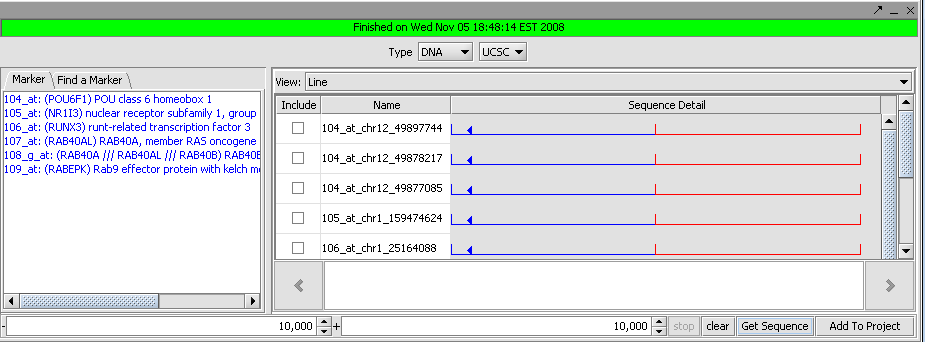 Finished on Wed Nov 05 18:48:14 EST 2008
Type DNA UCSC
Marker Find a Marker
104_at: (POU6F1) POU class 6 homeobox 1
105_at: (NR1I3) nuclear receptor subfamily 1, group
106_at: (RUNX3) runt-related transcription factor 3
107_at: (RAB40AL) RAB40A, member RAS oncogene
108_g_at: (RAB40A /// RAB40AL /// RAB40B) RAB40B
109_at: (RABEPK) Rab9 effector protein with kelch m
View: Line
Include Name Sequence Detail
104_at_chr12_49897744
104_at_chr12_49878217
104_at_chr12_49877085
105_at_chr1_159474624
106_at_chr1_25164088
- 10,000 + 10,000 stop clear Get Sequence Add To Project